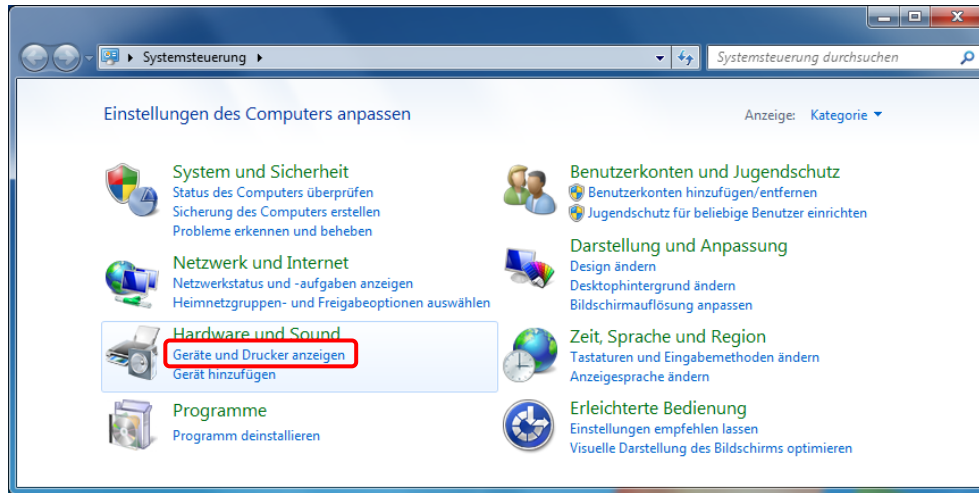 Systemsteuerung
Systemsteuerung durchsuchen
Einstellungen des Computers anpassen
Anzeige: Kategorie
System und Sicherheit
Status des Computers überprüfen
Sicherung des Computers erstellen
Probleme erkennen und beheben
Netzwerk und Internet
Netzwerkstatus und -aufgaben anzeigen
Heimnetzgruppen- und Freigabeoptionen auswählen
Hardware und Sound
Geräte und Drucker anzeigen
Gerät hinzufügen
Programme
Programm deinstallieren
Benutzerkonten und Jugendschutz
Benutzerkonten hinzufügen/entfernen
Jugendschutz für beliebige Benutzer einrichten
Darstellung und Anpassung
Design ändern
Desktophintergrund ändern
Bildschirmauflösung anpassen
Zeit, Sprache und Region
Tastaturen und Eingabemethoden ändern
Anzeigesprache ändern
Erleichterte Bedienung
Einstellungen empfehlen lassen
Visuelle Darstellung des Bildschirms optimieren